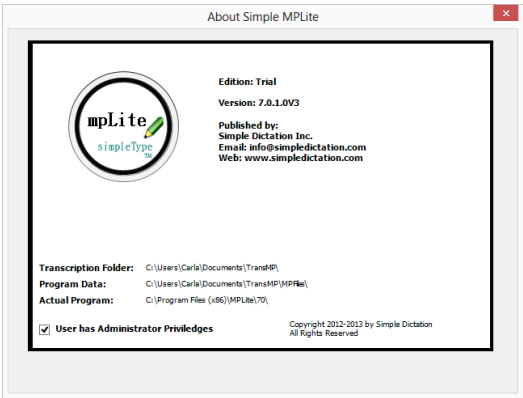 About Simple MPLite
mpLite
simpleType
TM
Edition: Trial
Version: 7.0.1.0V3
Published by:
Simple Dictation Inc.
Email: info@simpledictation.com
Web: www.simpledictation.com
Transcription Folder: C:\Users\Carla\Documents\TransMP\
Program Data: C:\Users\Carla\Documents\TransMP\MPFiles\
Actual Program: C:\Program Files (x86)\MPLite\70\
User has Administrator Priviledges
Copyright 2012-2013 by Simple Dictation
All Rights Reserved